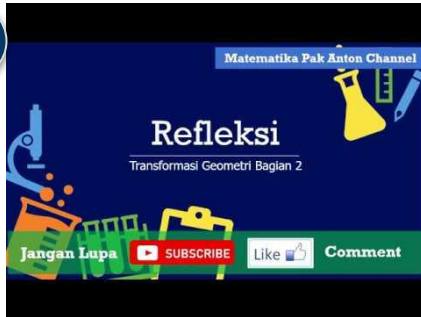 Matematika Pak Anton Channel
Refleksi
Transformasi Geometri Bagian 2
Jangan Lupa SUBSCRIBE Like Comment